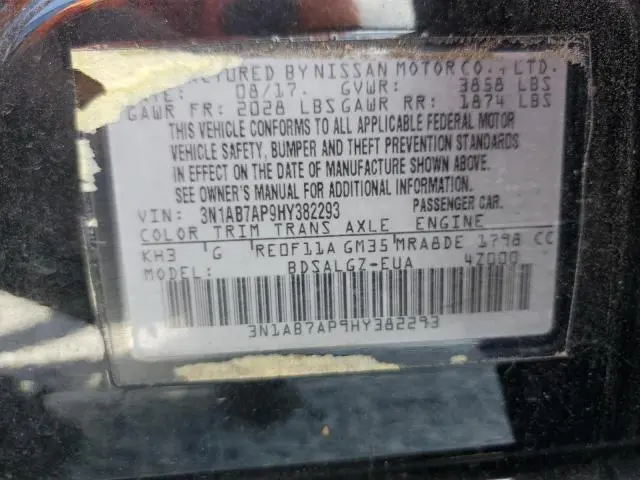 CTURED BY NISSAN MOTOR CO., LTD.
DATE: 08/17. GVWR: 3858 LBS
GAWR FR: 2028 LBS GAWR RR: 1874 LBS
THIS VEHICLE CONFORMS TO ALL APPLICABLE FEDERAL MOTOR
VEHICLE SAFETY, BUMPER AND THEFT PREVENTION STANDARDS
IN EFFECT ON THE DATE OF MANUFACTURE SHOWN ABOVE.
SEE OWNER'S MANUAL FOR ADDITIONAL INFORMATION.
VIN: 3N1AB7AP9HY382293 PASSENGER CAR.
COLOR TRIM TRANS AXLE ENGINE
KH3 G RE0F11A GM35 MRA8DE 1798 CC
MODEL: BDSALGZ-EUA 4Z000
3N1AB7AP9HY382293